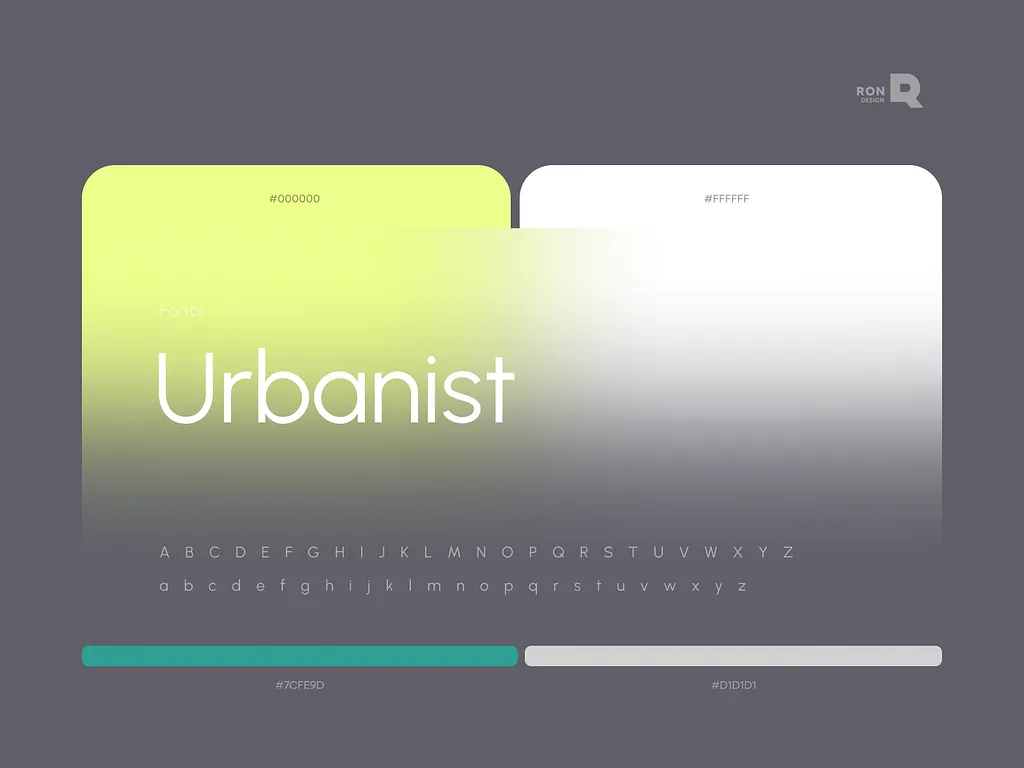 RON
DESIGN
#000000
#FFFFFF
Fonts
Urbanist
A B C D E F G H I J K L M N O P Q R S T U V W X Y Z
a b c d e f g h i j k l m n o p q r s t u v w x y z
#7CFE9D
#D1D1D1